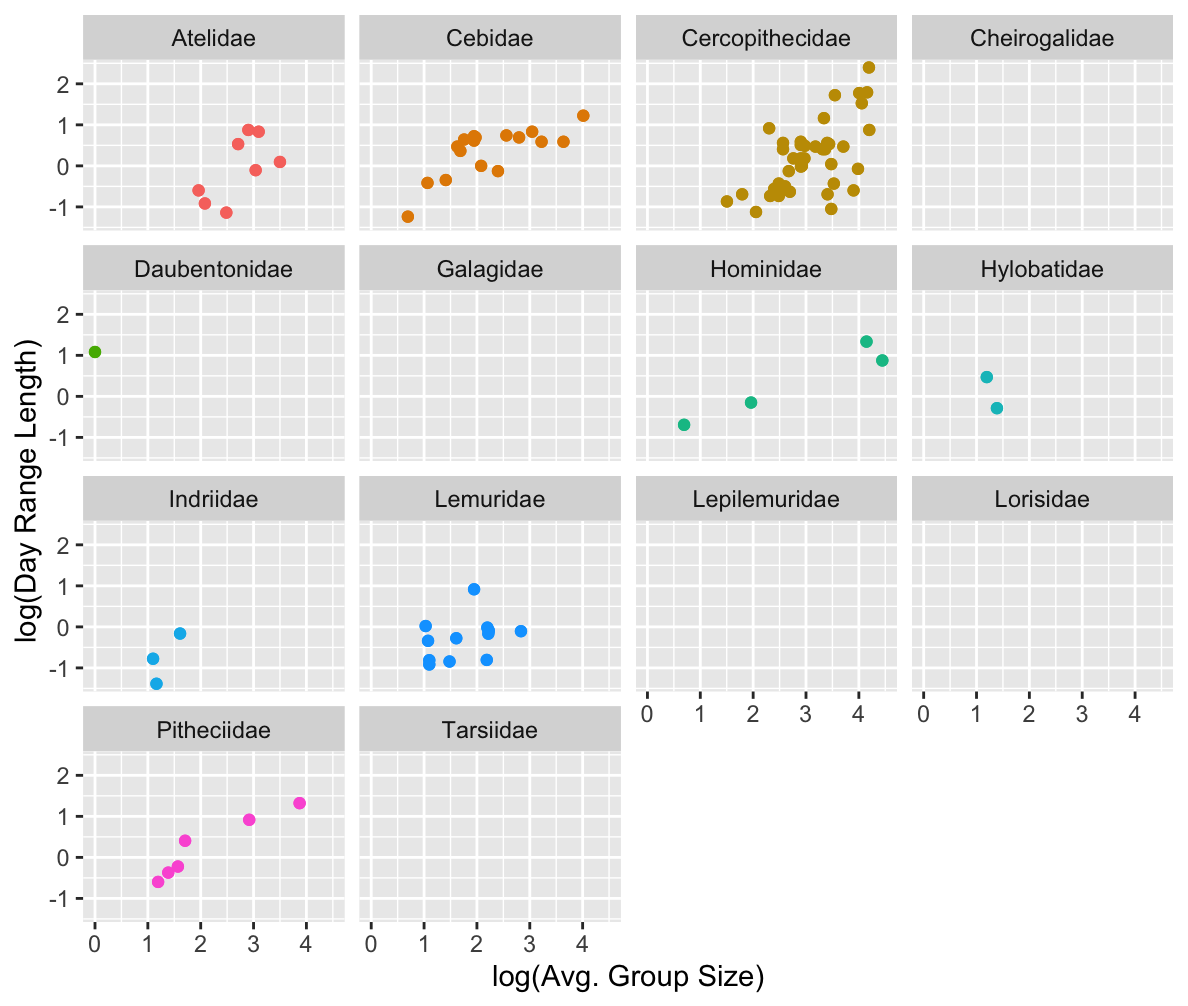 Atelidae Cebidae Cercopithecidae Cheirogalidae
2
1
0
-1
Daubentonidae Galagidae Hominidae Hylobatidae
2
1
0
-1
Indriidae Lemuridae Lepilemuridae Lorisidae
2
1
0
-1
0 1 2 3 4 0 1 2 3 4
Pitheciidae Tarsiidae
2
1
0
-1
0 1 2 3 4 0 1 2 3 4
log(Avg. Group Size)
log(Day Range Length)